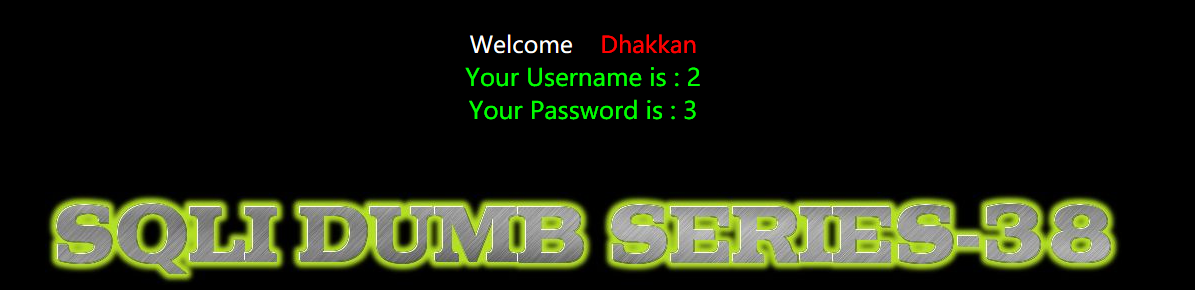 Welcome Dhakkan
Your Username is : 2
Your Password is : 3
SQLI DUMB SERIES-38